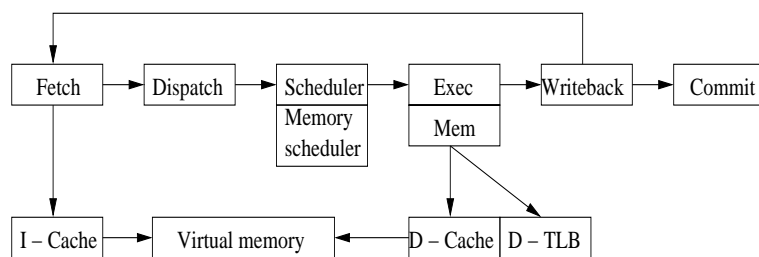 Fetch
Dispatch
Scheduler
Exec
Writeback
Commit
Memory
scheduler
Mem
I – Cache
Virtual memory
D – Cache
D – TLB